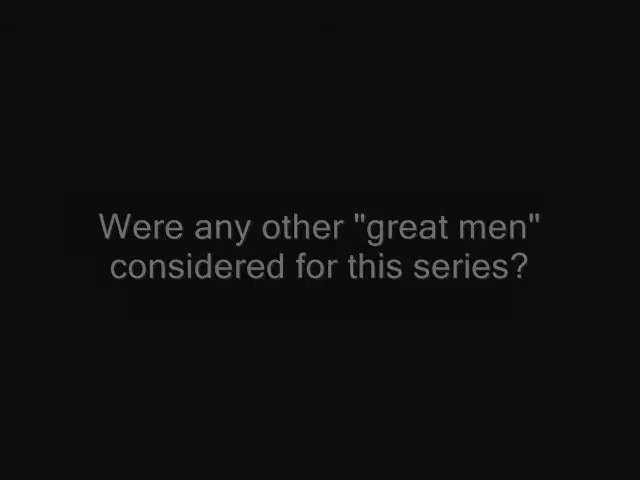 Were any other "great men"
considered for this series?